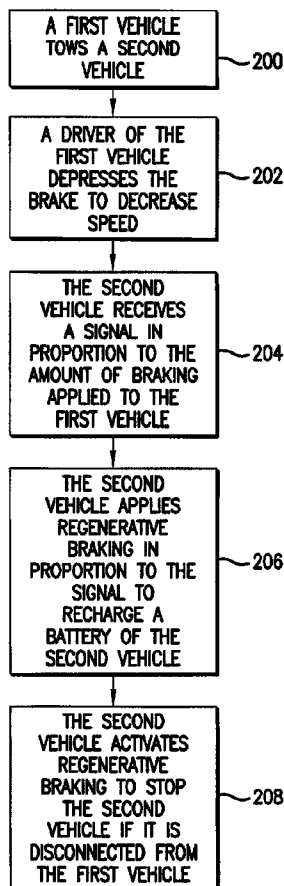 A FIRST VEHICLE
TOWS A SECOND
VEHICLE
200
A DRIVER OF THE
FIRST VEHICLE
DEPRESSES THE
BRAKE TO DECREASE
SPEED
202
THE SECOND
VEHICLE RECEIVES
A SIGNAL IN
PROPORTION TO THE
AMOUNT OF BRAKING
APPLIED TO THE
FIRST VEHICLE
204
THE SECOND
VEHICLE APPLIES
REGENERATIVE
BRAKING IN
PROPORTION TO THE
SIGNAL TO
RECHARGE A
BATTERY OF THE
SECOND VEHICLE
206
THE SECOND
VEHICLE ACTIVATES
REGENERATIVE
BRAKING TO STOP
THE SECOND
VEHICLE IF IT IS
DISCONNECTED FROM
THE FIRST VEHICLE
208